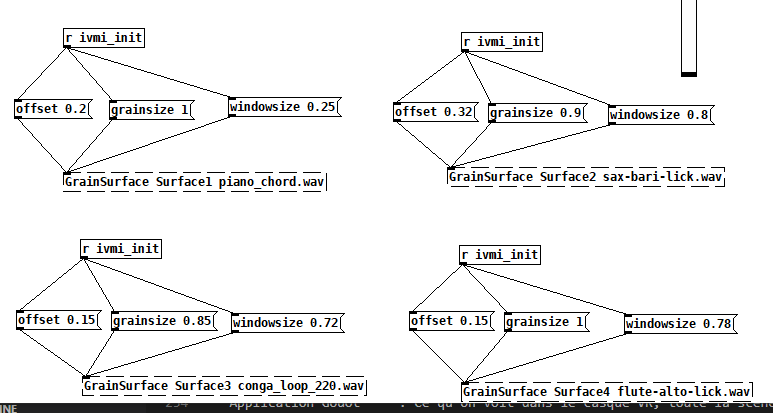 r ivmi_init
offset 0.2
grainsize 1
windowsize 0.25
GrainSurface Surface1 piano_chord.wav
r ivmi_init
offset 0.32
grainsize 0.9
windowsize 0.8
GrainSurface Surface2 sax-bari-lick.wav
r ivmi_init
offset 0.15
grainsize 0.85
windowsize 0.72
GrainSurface Surface3 conga_loop_220.wav
r ivmi_init
offset 0.15
grainsize 1
windowsize 0.78
GrainSurface Surface4 flute-alto-lick.wav